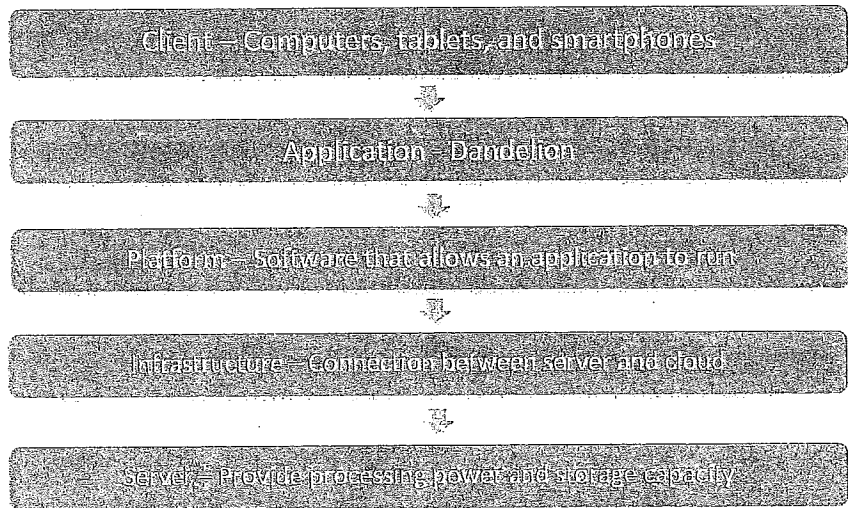 Client – Computers, tablets, and smartphones
Application – Dandelion
Platform – Software that allows an application to run
Infrastructure – Connection between server and cloud
Server – Provide processing power and storage capacity